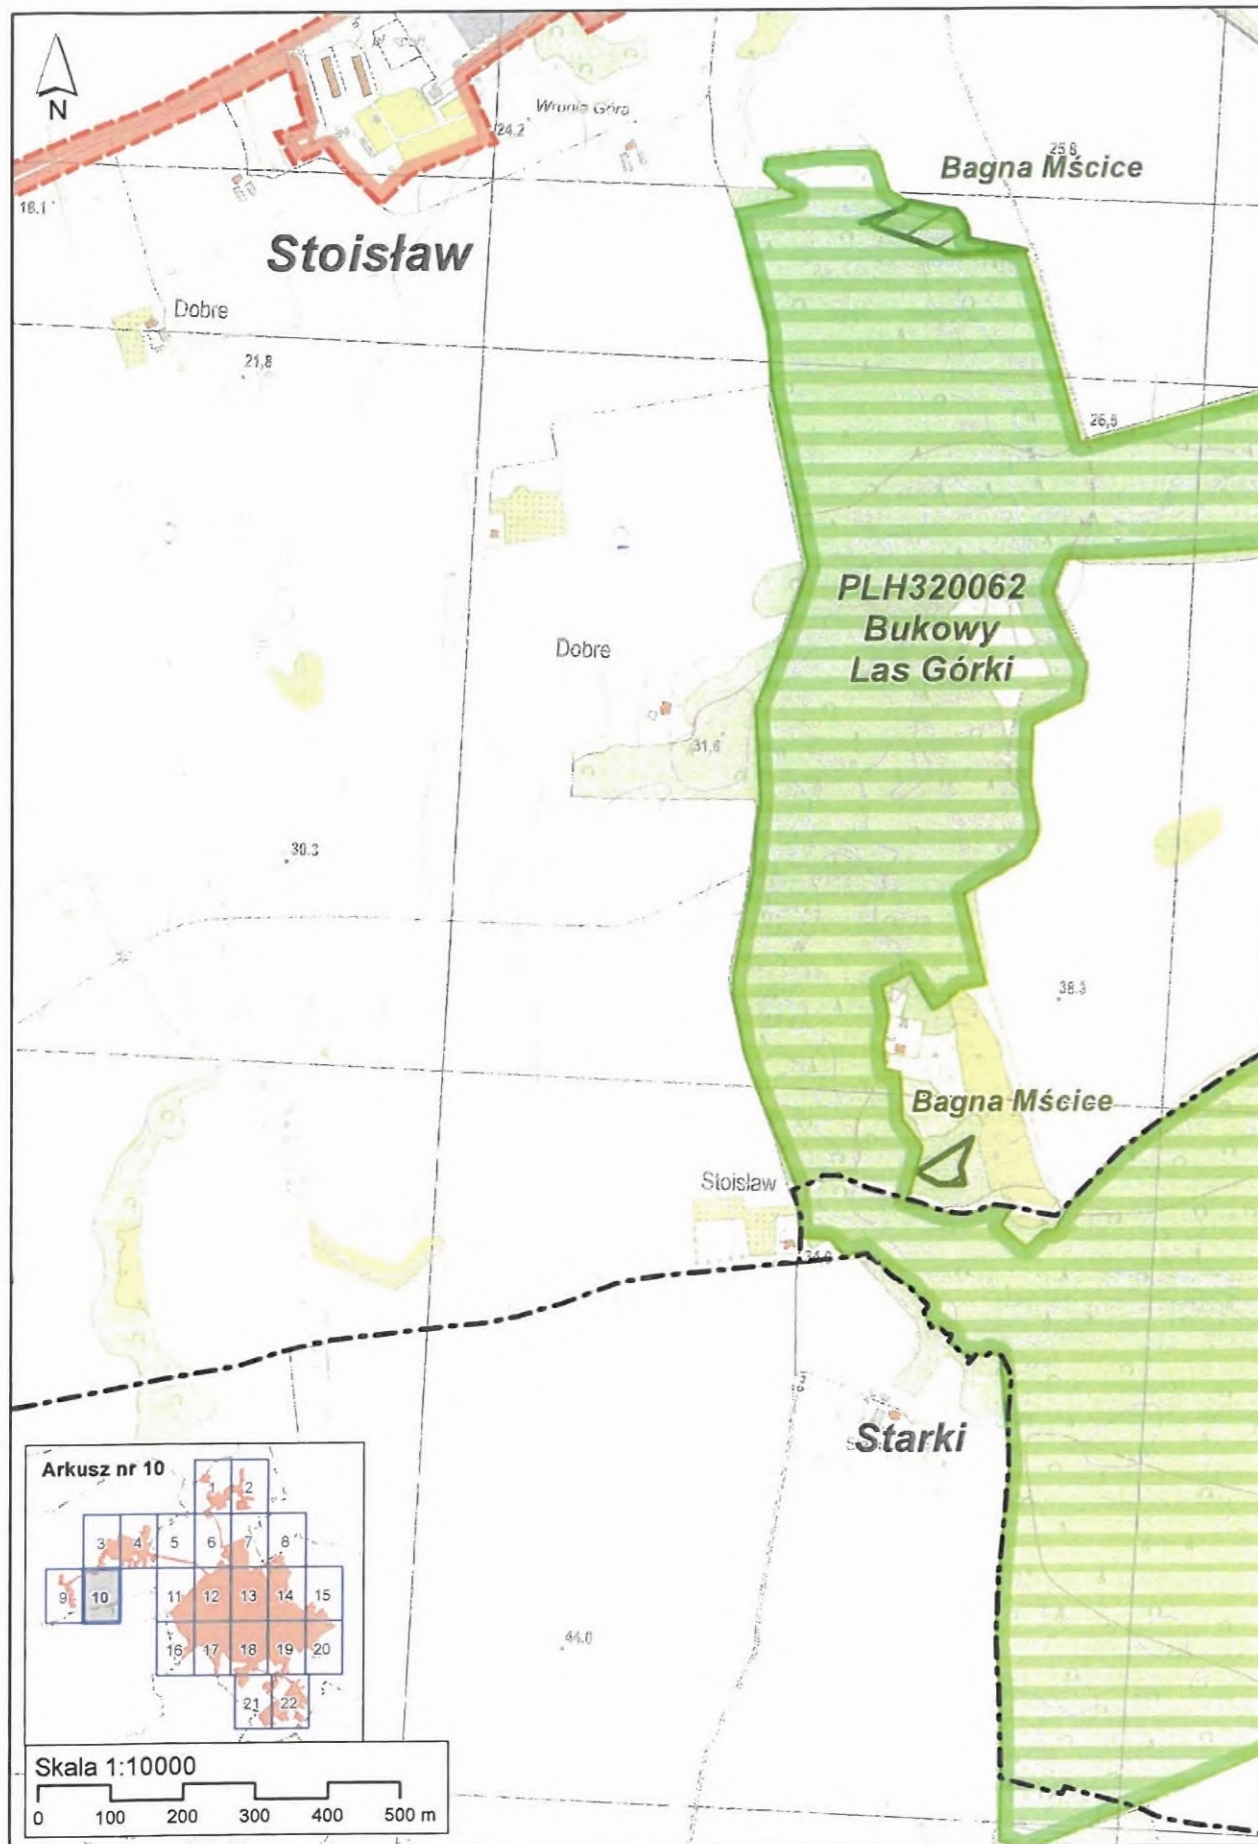 N
Wronia Góra
24.2
25,8
Bagna Mścice
18.1
Stoisław
Dobre
21,8
26,5
PLH320062
Bukowy
Las Górki
Dobre
31,6
30.3
38.3
Bagna Mścice
Stoisław
Starki
44.0
Arkusz nr 10
1 2
3 4 5 6 7 8
9 10 11 12 13 14 15
16 17 18 19 20
21 22
Skala 1:10000
0 100 200 300 400 500 m